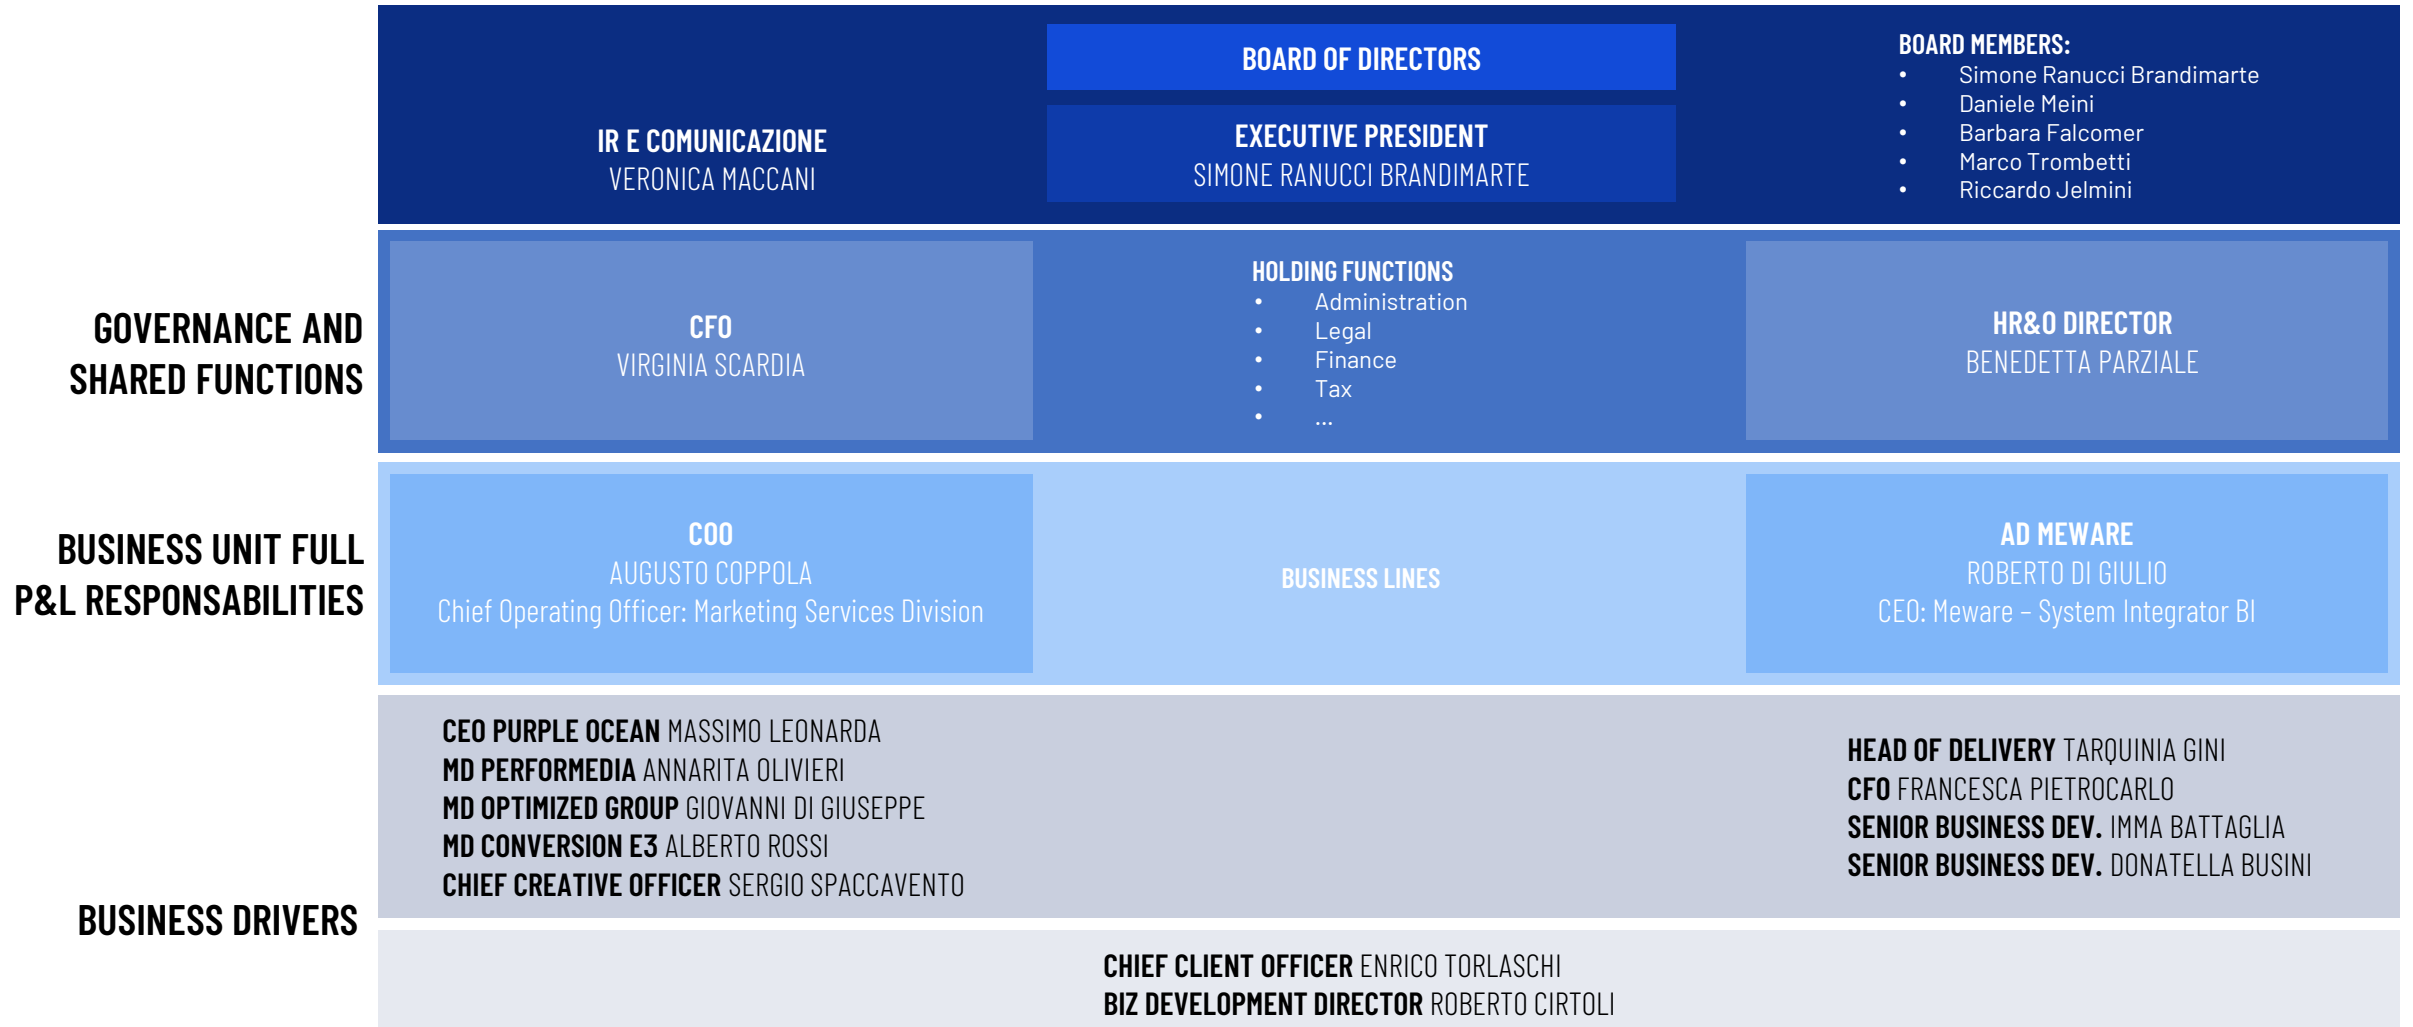 BOARD OF DIRECTORS
EXECUTIVE PRESIDENT
SIMONE RANUCCI BRANDIMARTE
IR E COMUNICAZIONE
VERONICA MACCANI
BOARD MEMBERS:
• Simone Ranucci Brandimarte
• Daniele Meini
• Barbara Falcomer
• Marco Trombetti
• Riccardo Jelmini
GOVERNANCE AND
SHARED FUNCTIONS
CFO
VIRGINIA SCARDIA
HOLDING FUNCTIONS
• Administration
• Legal
• Finance
• Tax
• ...
HR&O DIRECTOR
BENEDETTA PARZIALE
BUSINESS UNIT FULL
P&L RESPONSABILITIES
COO
AUGUSTO COPPOLA
Chief Operating Officer: Marketing Services Division
BUSINESS LINES
AD MEWARE
ROBERTO DI GIULIO
CEO: Meware – System Integrator BI
BUSINESS DRIVERS
CEO PURPLE OCEAN MASSIMO LEONARDA
MD PERFORMEDIA ANNARITA OLIVIERI
MD OPTIMIZED GROUP GIOVANNI DI GIUSEPPE
MD CONVERSION E3 ALBERTO ROSSI
CHIEF CREATIVE OFFICER SERGIO SPACCAVENTO
HEAD OF DELIVERY TARQUINIA GINI
CFO FRANCESCA PIETROCARLO
SENIOR BUSINESS DEV. IMMA BATTAGLIA
SENIOR BUSINESS DEV. DONATELLA BUSINI
CHIEF CLIENT OFFICER ENRICO TORLASCHI
BIZ DEVELOPMENT DIRECTOR ROBERTO CIRTOLI